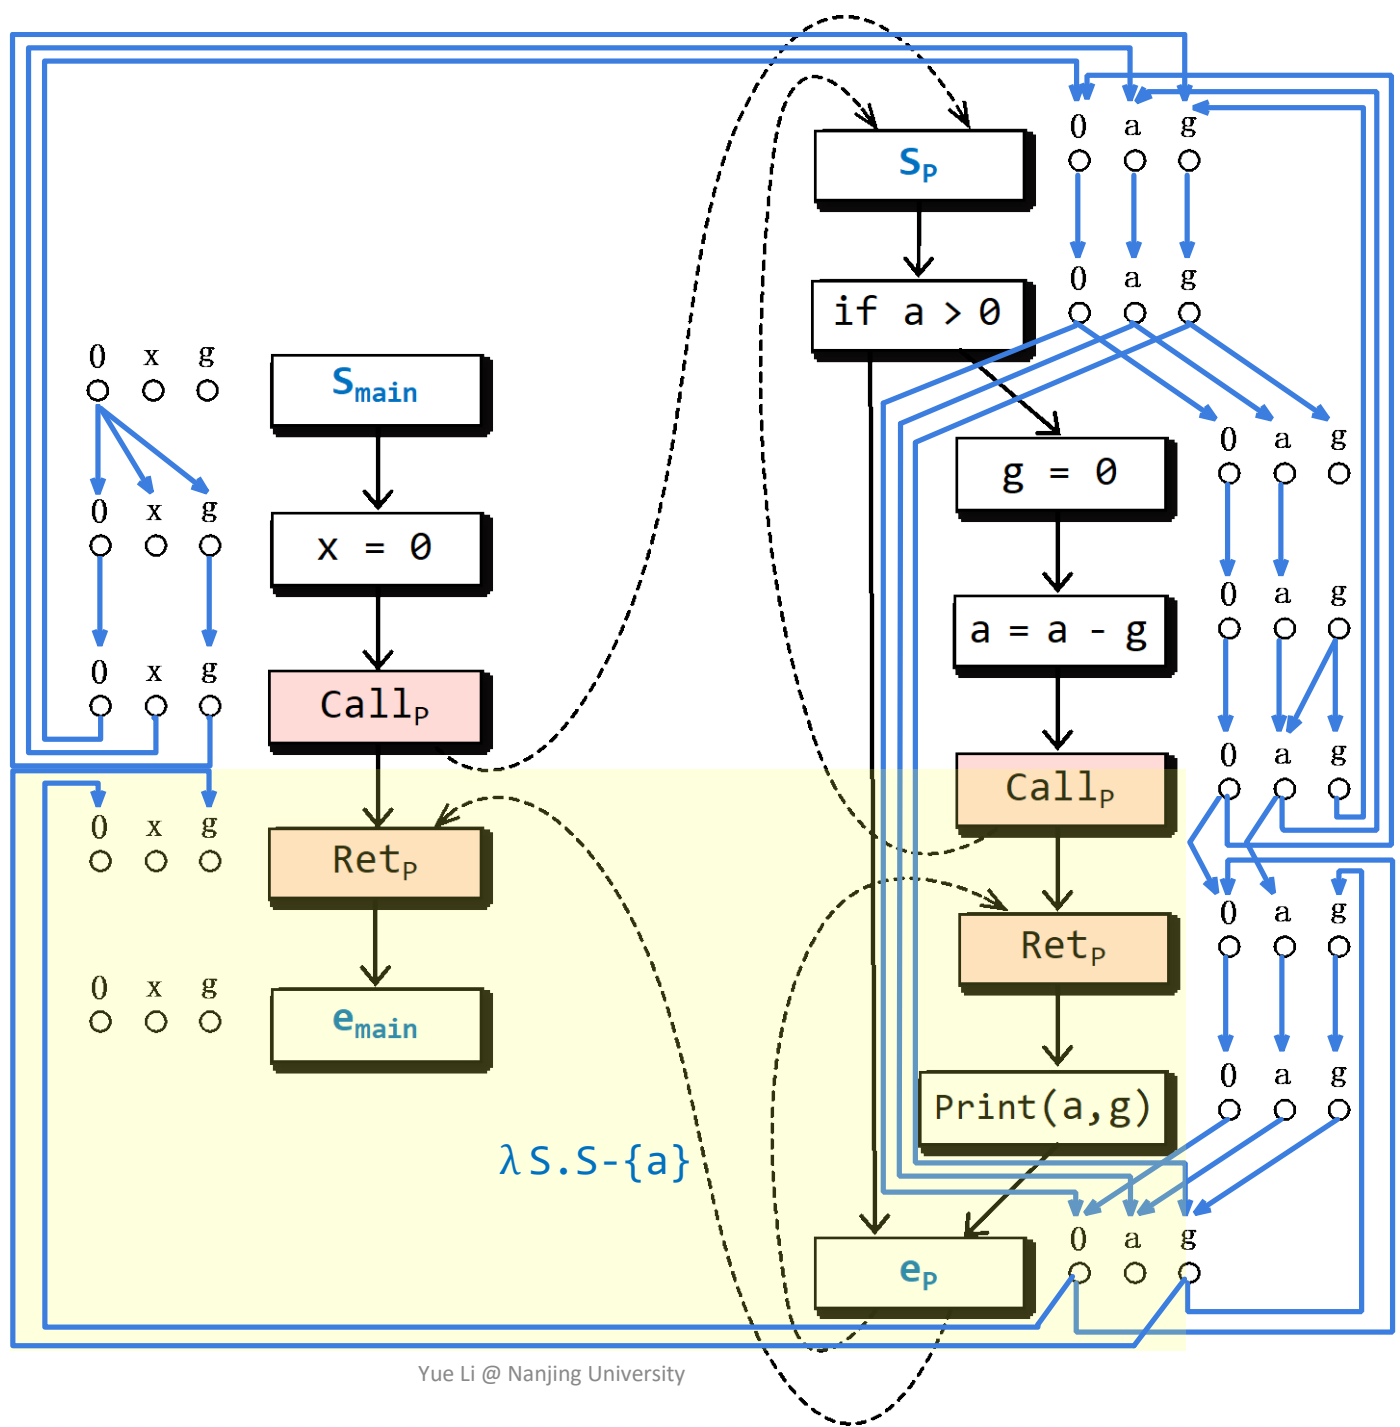 0 a g
S_P
0 a g
if a > 0
0 x g
S_main
0 a g
g = 0
0 x g
x = 0
0 a g
a = a - g
0 x g
Call_P
0 a g
Call_P
0 x g
Ret_P
0 a g
Ret_P
0 x g
e_main
0 a g
Print(a,g)
λS.S-{a}
0 a g
e_P
Yue Li @ Nanjing University